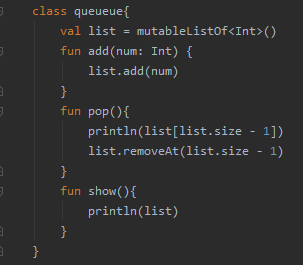 class queueue{
    val list = mutableListOf<Int>()
    fun add(num: Int) {
        list.add(num)
    }
    fun pop(){
        println(list[list.size - 1])
        list.removeAt(list.size - 1)
    }
    fun show(){
        println(list)
    }
}